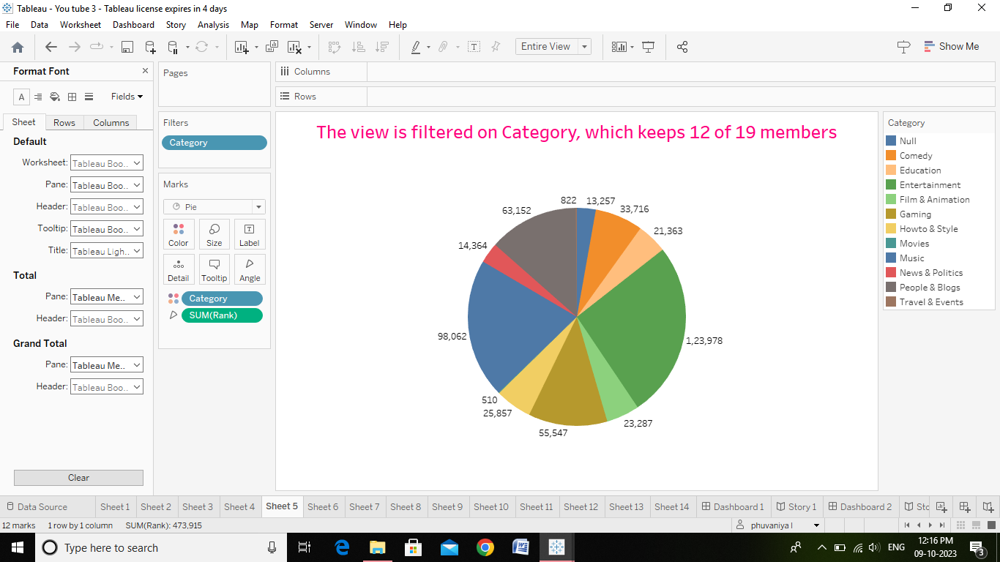 Tableau - You tube 3 - Tableau license expires in 4 days
File Data Worksheet Dashboard Story Analysis Map Format Server Window Help
Entire View
Show Me
Format Font
A
Fields
Sheet Rows Columns
Default
Worksheet: Tableau Boo..
Pane: Tableau Boo..
Header: Tableau Boo..
Tooltip: Tableau Boo..
Title: Tableau Ligh..
Total
Pane: Tableau Me..
Header: Tableau Boo..
Grand Total
Pane: Tableau Me..
Header: Tableau Boo..
Clear
Pages
Filters
Category
Marks
Pie
Color Size Label
Detail Tooltip Angle
Category
SUM(Rank)
Columns
Rows
The view is filtered on Category, which keeps 12 of 19 members
822
13,257
33,716
21,363
1,23,978
23,287
55,547
25,857
510
98,062
14,364
63,152
Category
Null
Comedy
Education
Entertainment
Film & Animation
Gaming
Howto & Style
Movies
Music
News & Politics
People & Blogs
Travel & Events
Data Source Sheet 1 Sheet 2 Sheet 3 Sheet 4 Sheet 5 Sheet 6 Sheet 7 Sheet 8 Sheet 9 Sheet 10 Sheet 11 Sheet 12 Sheet 13 Sheet 14 Dashboard 1 Story 1 Dashboard 2 Stc
12 marks 1 row by 1 column SUM(Rank): 473,915
phuvaniya l
Type here to search
ENG
12:16 PM
09-10-2023
3